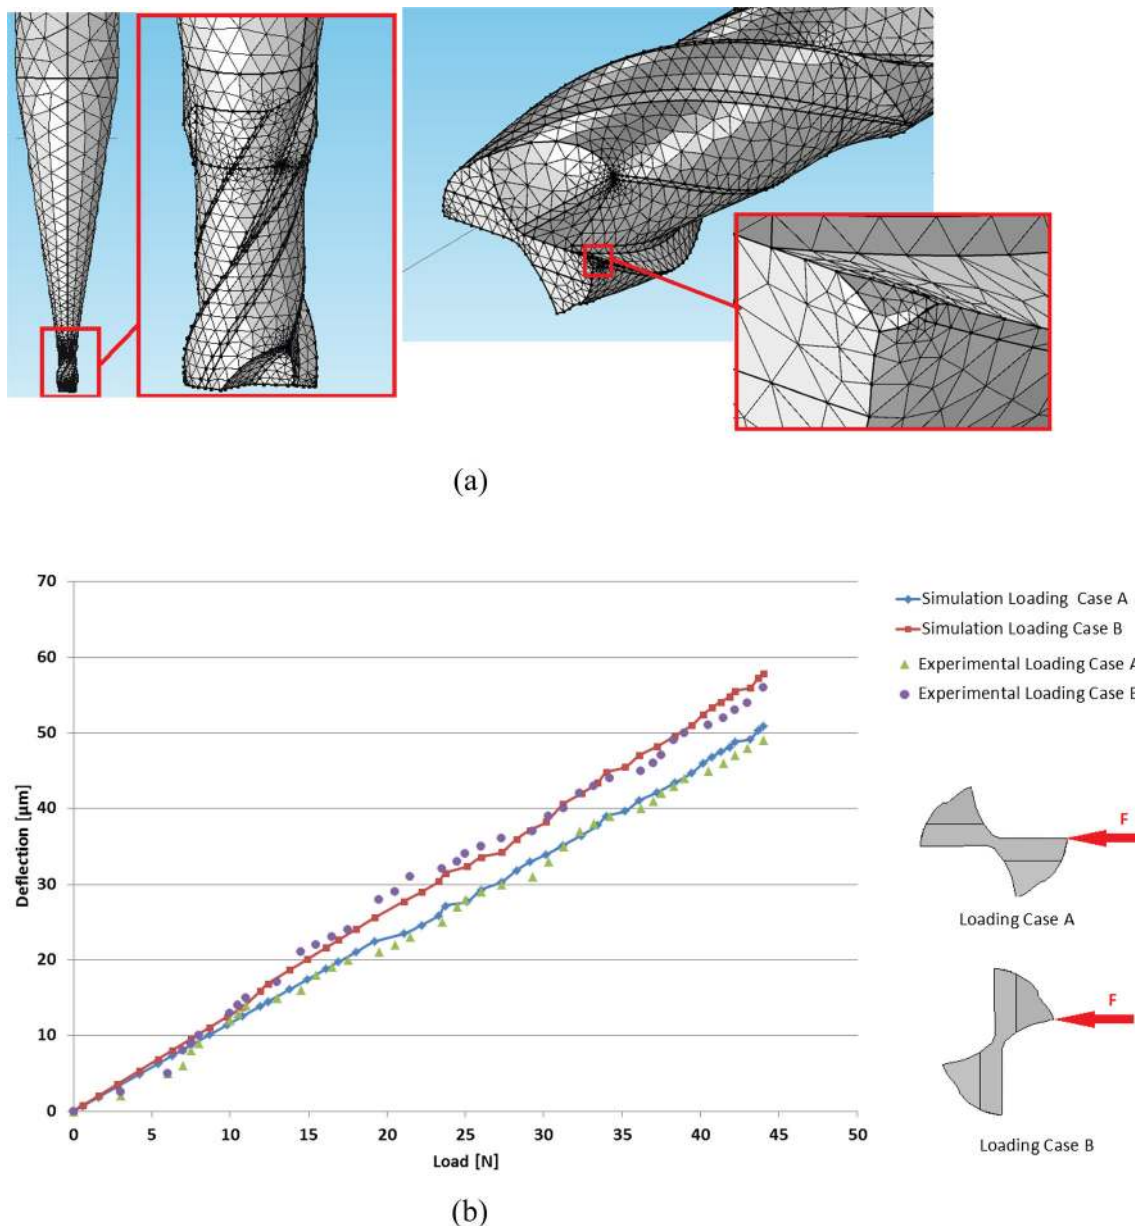 (a)
70
60
50
40
30
20
10
0
Deflection [µm]
0 5 10 15 20 25 30 35 40 45 50
Load [N]
Simulation Loading Case A
Simulation Loading Case B
Experimental Loading Case A
Experimental Loading Case B
F
Loading Case A
F
Loading Case B
(b)